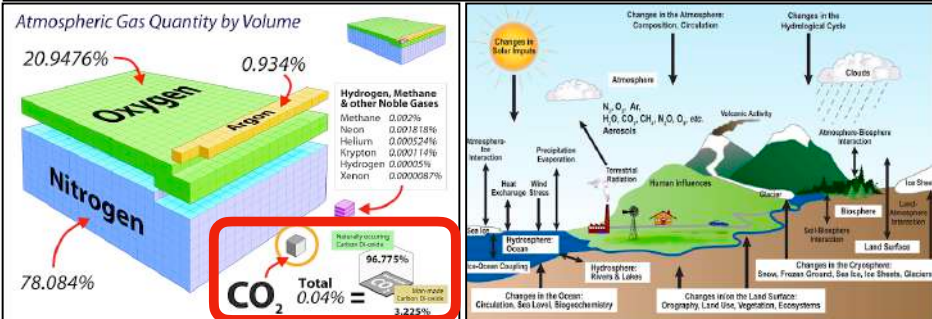 Atmospheric Gas Quantity by Volume
20.9476%
0.934%
Oxygen
Argon
Nitrogen
78.084%
Hydrogen, Methane
& other Noble Gases
Methane 0.002%
Neon 0.001818%
Helium 0.000524%
Krypton 0.000114%
Hydrogen 0.00005%
Xenon 0.0000087%
Naturally occuring
Carbon Di-oxide
96.775%
CO2
Total
0.04% =
Man-made
Carbon Di-oxide
3.225%
Changes in
Solar Inputs
Changes in the Atmosphere:
Composition, Circulation
Changes in the
Hydrological Cycle
Atmosphere
Clouds
N2, O2, Ar,
H2O, CO2, CH4, N2O, O3, etc.
Aerosols
Volcanic Activity
Atmosphere-
Ice
Interaction
Precipitation
Evaporation
Atmosphere-Biosphere
Interaction
Terrestrial
Radiation
Heat
Exchange
Wind
Stress
Human Influences
Glacier
Ice Sheet
Land-
Atmosphere
Interaction
Biosphere
Soil-Biosphere
Interaction
Land Surface
Sea Ice
Hydrosphere:
Ocean
Ice-Ocean Coupling
Hydrosphere:
Rivers & Lakes
Changes in the Cryosphere:
Snow, Frozen Ground, Sea Ice, Ice Sheets, Glaciers
Changes in the Ocean:
Circulation, Sea Level, Biogeochemistry
Changes in/on the Land Surface:
Orography, Land Use, Vegetation, Ecosystems